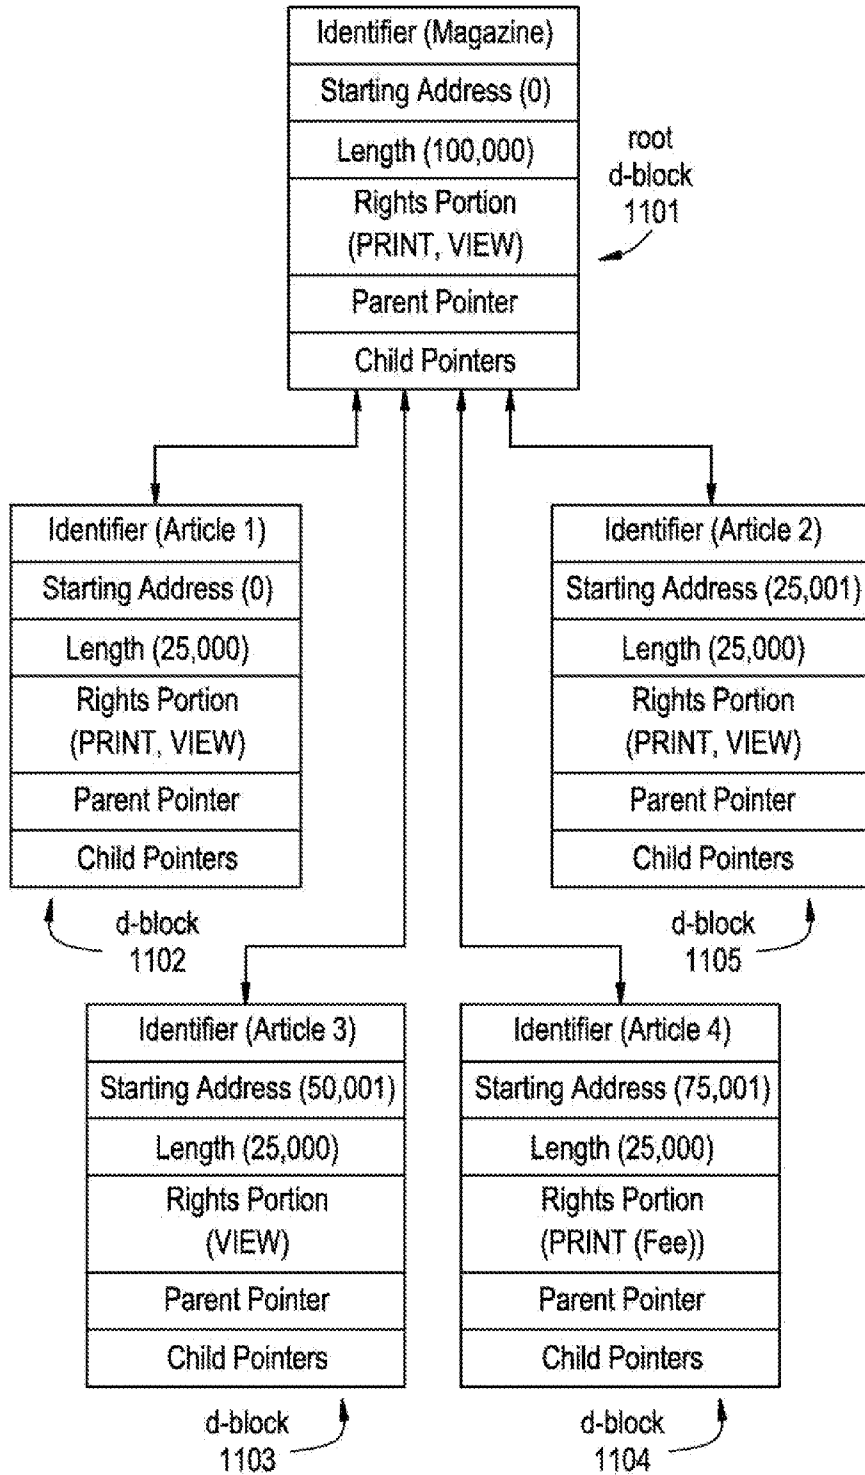 Identifier (Magazine)
Starting Address (0)
Length (100,000)
Rights Portion
(PRINT, VIEW)
Parent Pointer
Child Pointers
root
d-block
1101
Identifier (Article 1)
Starting Address (0)
Length (25,000)
Rights Portion
(PRINT, VIEW)
Parent Pointer
Child Pointers
d-block
1102
Identifier (Article 2)
Starting Address (25,001)
Length (25,000)
Rights Portion
(PRINT, VIEW)
Parent Pointer
Child Pointers
d-block
1105
Identifier (Article 3)
Starting Address (50,001)
Length (25,000)
Rights Portion
(VIEW)
Parent Pointer
Child Pointers
d-block
1103
Identifier (Article 4)
Starting Address (75,001)
Length (25,000)
Rights Portion
(PRINT (Fee))
Parent Pointer
Child Pointers
d-block
1104